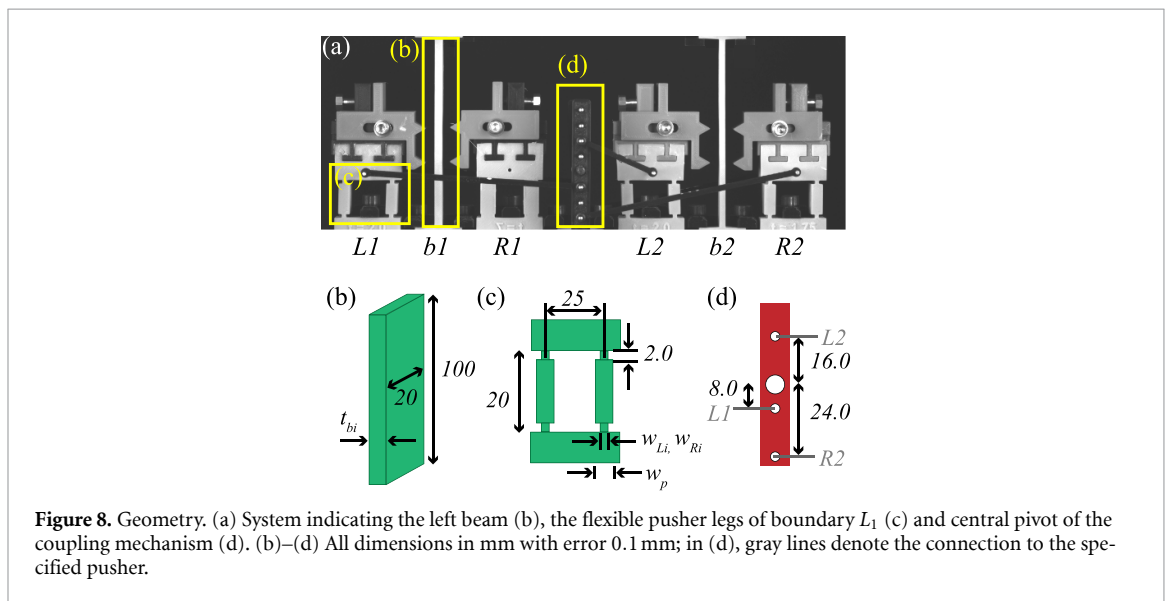 (a)
(b)
(d)
(c)
L1 b1 R1 L2 b2 R2
(b)
100
20
t_bi
(c)
25
2.0
20
w_Li, w_Ri
w_p
(d)
L2
16.0
8.0
L1
24.0
R2
Figure 8. Geometry. (a) System indicating the left beam (b), the flexible pusher legs of boundary L₁ (c) and central pivot of the
coupling mechanism (d). (b)–(d) All dimensions in mm with error 0.1 mm; in (d), gray lines denote the connection to the spe-
cified pusher.